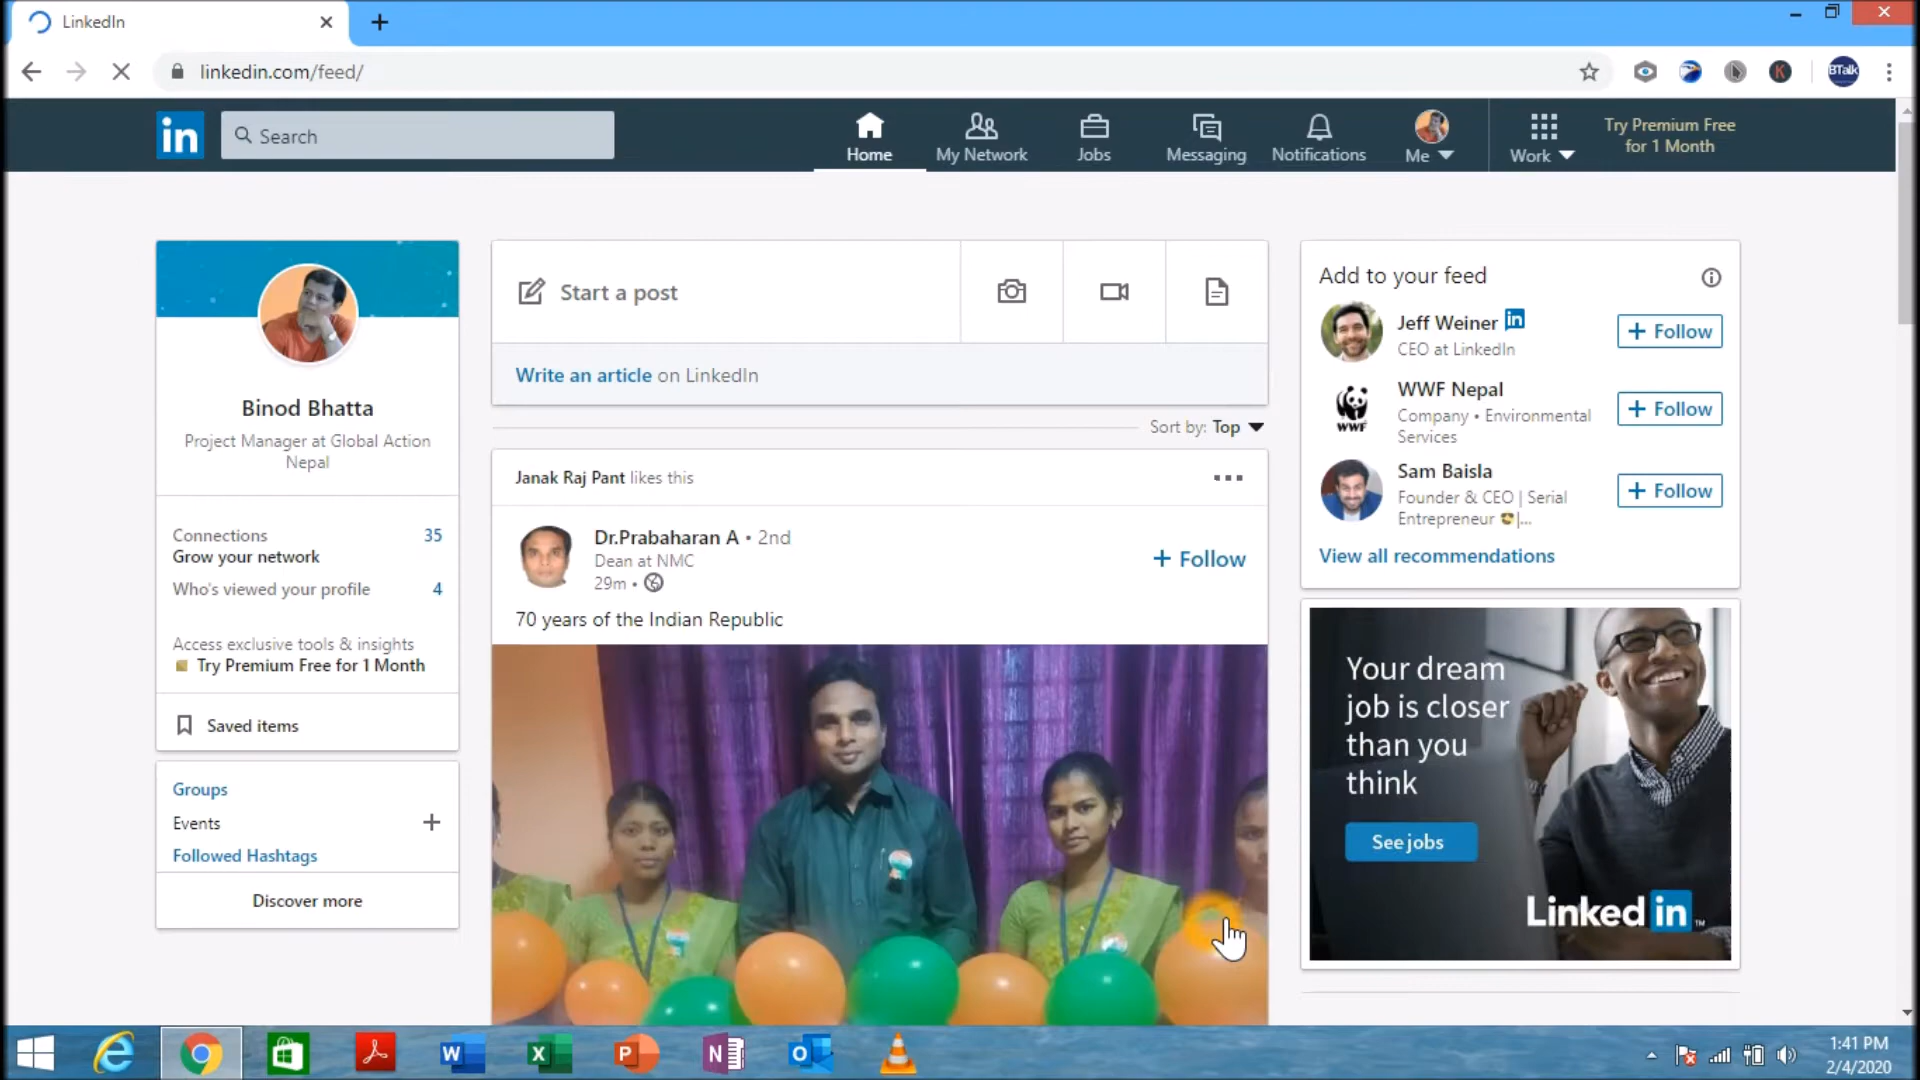 LinkedIn
linkedin.com/feed/
BTalk
K
in
Search
Home
My Network
Jobs
Messaging
Notifications
Me
Work
Try Premium Free
for 1 Month
Binod Bhatta
Project Manager at Global Action
Nepal
Connections 35
Grow your network
Who's viewed your profile 4
Access exclusive tools & insights
Try Premium Free for 1 Month
Saved items
Groups
Events
Followed Hashtags
Discover more
Start a post
Write an article on LinkedIn
Sort by: Top
Janak Raj Pant likes this
Dr.Prabaharan A • 2nd
Dean at NMC
29m •
+ Follow
70 years of the Indian Republic
Add to your feed
Jeff Weiner in
CEO at LinkedIn
+ Follow
WWF
WWF Nepal
Company • Environmental
Services
+ Follow
Sam Baisla
Founder & CEO | Serial
Entrepreneur 😎|...
+ Follow
View all recommendations
Your dream
job is closer
than you
think
See jobs
Linked in ™
W
X
P
N
O
1:41 PM
2/4/2020